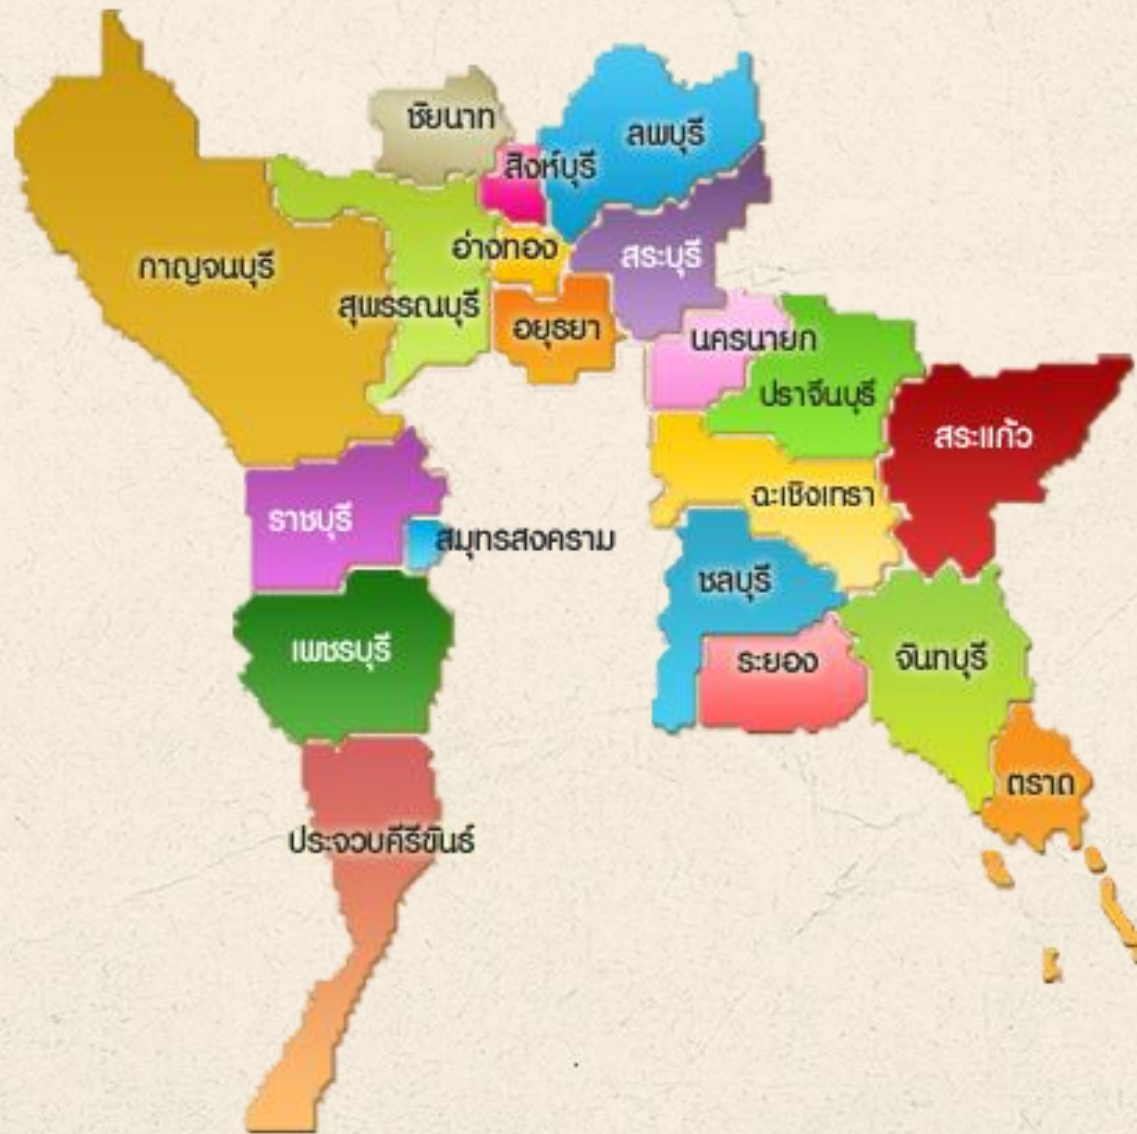 ชัยนาท
ลพบุรี
สิงห์บุรี
กาญจนบุรี
อ่างทอง
สระบุรี
สุพรรณบุรี
อยุธยา
นครนายก
ปราจีนบุรี
สระแก้ว
ฉะเชิงเทรา
ราชบุรี
สมุทรสงคราม
ชลบุรี
เพชรบุรี
ระยอง
จันทบุรี
ตราด
ประจวบคีรีขันธ์